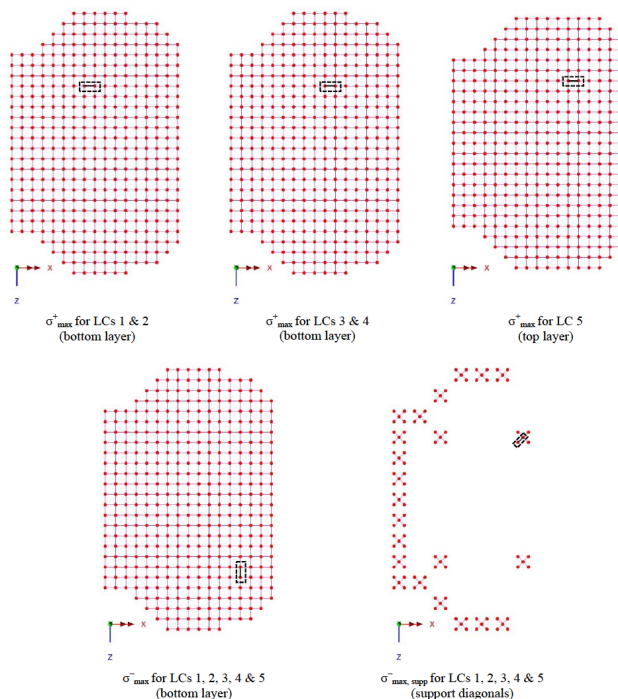 x
z
x
z
x
z
σ⁺max for LCs 1 & 2
(bottom layer)
σ⁺max for LCs 3 & 4
(bottom layer)
σ⁺max for LC 5
(top layer)
x
z
x
z
σ⁻max for LCs 1, 2, 3, 4 & 5
(bottom layer)
σ⁻max, supp for LCs 1, 2, 3, 4 & 5
(support diagonals)